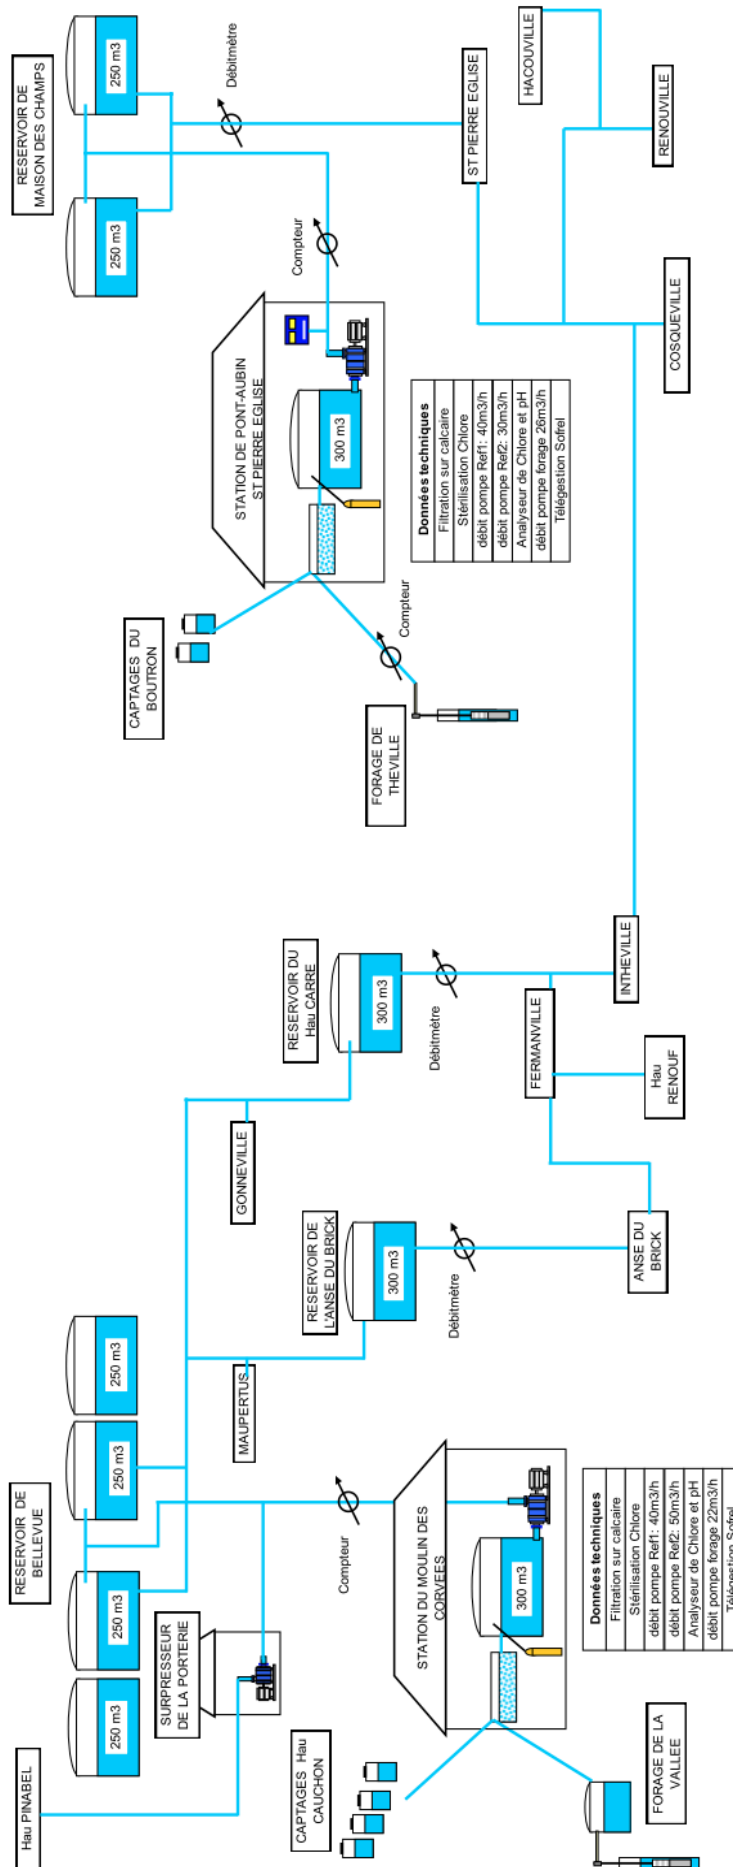 Hau PINABEL
RESERVOIR DE
BELLEVUE
250 m3
250 m3
250 m3
250 m3
RESERVOIR DE
MAISON DES CHAMPS
250 m3
250 m3
SURPRESSEUR
DE LA PORTERIE
MAUPERTUS
GONNEVILLE
CAPTAGES DU
BOUTRON
STATION DE PONT-AUBIN
ST PIERRE EGLISE
300 m3
Débitmètre
Compteur
CAPTAGES Hau
CAUCHON
Compteur
RESERVOIR DE
L'ANSE DU BRICK
300 m3
RESERVOIR DU
Hau CARRE
300 m3
FORAGE DE
THEVILLE
Compteur
STATION DU MOULIN DES
CORVEES
300 m3
Débitmètre
Débitmètre
Données techniques
Filtration sur calcaire
Stérilisation Chlore
débit pompe Ref1: 40m3/h
débit pompe Ref2: 30m3/h
Analyseur de Chlore et pH
débit pompe forage 26m3/h
Télégestion Sofrel
ST PIERRE EGLISE
HACOUVILLE
FERMANVILLE
INTHEVILLE
Hau
RENOUF
ANSE DU
BRICK
COSQUEVILLE
RENOUVILLE
Données techniques
Filtration sur calcaire
Stérilisation Chlore
débit pompe Ref1: 40m3/h
débit pompe Ref2: 50m3/h
Analyseur de Chlore et pH
débit pompe forage 22m3/h
Télégestion Sofrel
FORAGE DE LA
VALLEE